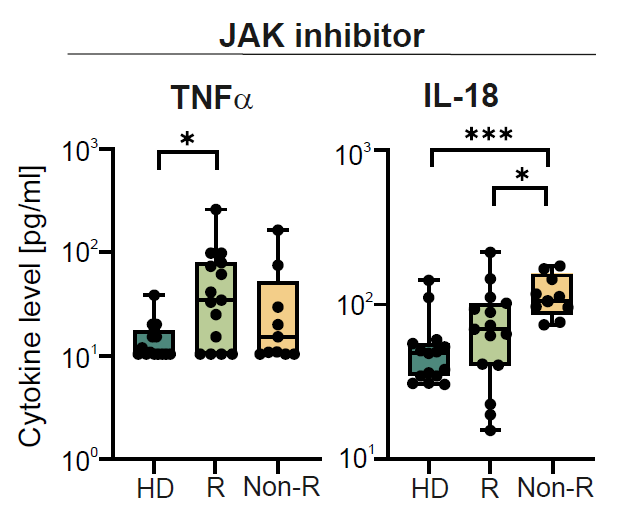 JAK inhibitor
TNFα
IL-18
Cytokine level [pg/ml]
10³
10²
10¹
10⁰
*
HD
R
Non-R
10³
10²
10¹
***
*
HD
R
Non-R